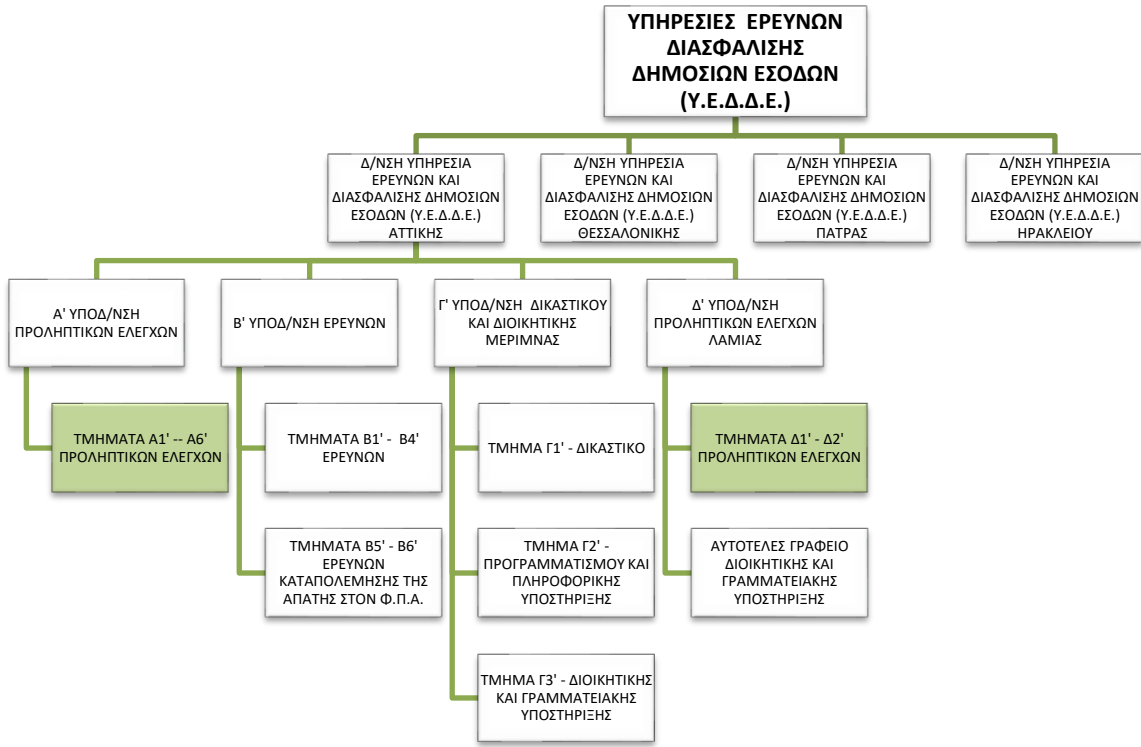 ΥΠΗΡΕΣΙΕΣ ΕΡΕΥΝΩΝ
ΔΙΑΣΦΑΛΙΣΗΣ
ΔΗΜΟΣΙΩΝ ΕΣΟΔΩΝ
(Υ.Ε.Δ.Δ.Ε.)
Δ/ΝΣΗ ΥΠΗΡΕΣΙΑ
ΕΡΕΥΝΩΝ ΚΑΙ
ΔΙΑΣΦΑΛΙΣΗΣ ΔΗΜΟΣΙΩΝ
ΕΣΟΔΩΝ (Υ.Ε.Δ.Δ.Ε.)
ΑΤΤΙΚΗΣ
Δ/ΝΣΗ ΥΠΗΡΕΣΙΑ
ΕΡΕΥΝΩΝ ΚΑΙ
ΔΙΑΣΦΑΛΙΣΗΣ ΔΗΜΟΣΙΩΝ
ΕΣΟΔΩΝ (Υ.Ε.Δ.Δ.Ε.)
ΘΕΣΣΑΛΟΝΙΚΗΣ
Δ/ΝΣΗ ΥΠΗΡΕΣΙΑ
ΕΡΕΥΝΩΝ ΚΑΙ
ΔΙΑΣΦΑΛΙΣΗΣ ΔΗΜΟΣΙΩΝ
ΕΣΟΔΩΝ (Υ.Ε.Δ.Δ.Ε.)
ΠΑΤΡΑΣ
Δ/ΝΣΗ ΥΠΗΡΕΣΙΑ
ΕΡΕΥΝΩΝ ΚΑΙ
ΔΙΑΣΦΑΛΙΣΗΣ ΔΗΜΟΣΙΩΝ
ΕΣΟΔΩΝ (Υ.Ε.Δ.Δ.Ε.)
ΗΡΑΚΛΕΙΟΥ
Α' ΥΠΟΔ/ΝΣΗ
ΠΡΟΛΗΠΤΙΚΩΝ ΕΛΕΓΧΩΝ
Β' ΥΠΟΔ/ΝΣΗ ΕΡΕΥΝΩΝ
Γ' ΥΠΟΔ/ΝΣΗ ΔΙΚΑΣΤΙΚΟΥ
ΚΑΙ ΔΙΟΙΚΗΤΙΚΗΣ
ΜΕΡΙΜΝΑΣ
Δ' ΥΠΟΔ/ΝΣΗ
ΠΡΟΛΗΠΤΙΚΩΝ ΕΛΕΓΧΩΝ
ΛΑΜΙΑΣ
ΤΜΗΜΑΤΑ Α1' -- Α6'
ΠΡΟΛΗΠΤΙΚΩΝ ΕΛΕΓΧΩΝ
ΤΜΗΜΑΤΑ Β1' - Β4'
ΕΡΕΥΝΩΝ
ΤΜΗΜΑ Γ1' - ΔΙΚΑΣΤΙΚΟ
ΤΜΗΜΑΤΑ Δ1' - Δ2'
ΠΡΟΛΗΠΤΙΚΩΝ ΕΛΕΓΧΩΝ
ΤΜΗΜΑΤΑ Β5' - Β6'
ΕΡΕΥΝΩΝ
ΚΑΤΑΠΟΛΕΜΗΣΗΣ ΤΗΣ
ΑΠΑΤΗΣ ΣΤΟΝ Φ.Π.Α.
ΤΜΗΜΑ Γ2' -
ΠΡΟΓΡΑΜΜΑΤΙΣΜΟΥ ΚΑΙ
ΠΛΗΡΟΦΟΡΙΚΗΣ
ΥΠΟΣΤΗΡΙΞΗΣ
ΑΥΤΟΤΕΛΕΣ ΓΡΑΦΕΙΟ
ΔΙΟΙΚΗΤΙΚΗΣ ΚΑΙ
ΓΡΑΜΜΑΤΕΙΑΚΗΣ
ΥΠΟΣΤΗΡΙΞΗΣ
ΤΜΗΜΑ Γ3' - ΔΙΟΙΚΗΤΙΚΗΣ
ΚΑΙ ΓΡΑΜΜΑΤΕΙΑΚΗΣ
ΥΠΟΣΤΗΡΙΞΗΣ